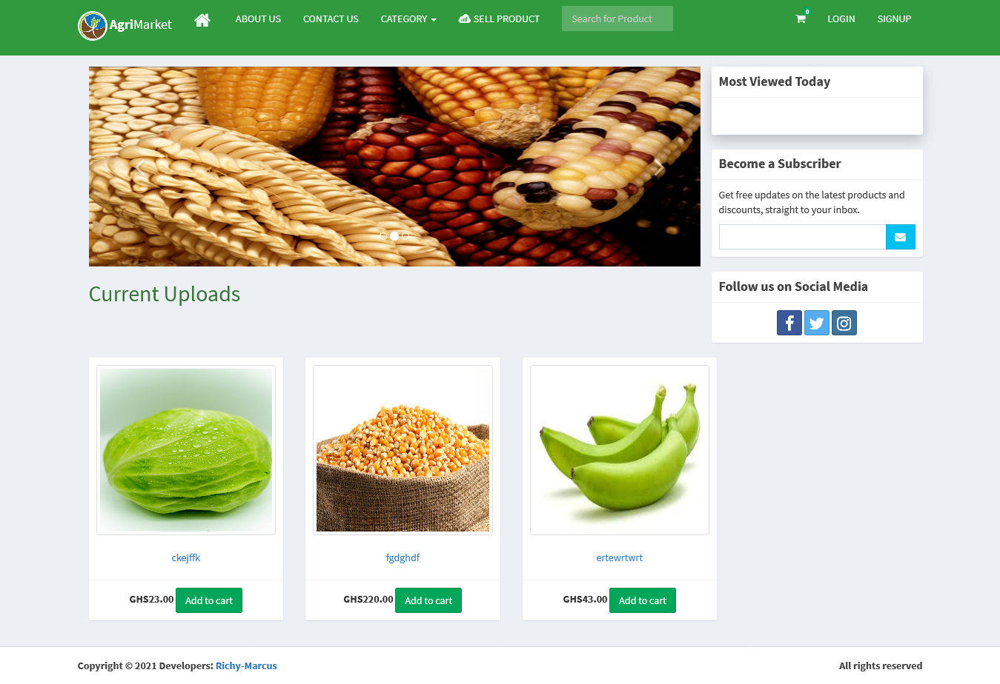 AgriMarket
ABOUT US
CONTACT US
CATEGORY
SELL PRODUCT
Search for Product
0
LOGIN
SIGNUP
Most Viewed Today
Become a Subscriber
Get free updates on the latest products and
discounts, straight to your inbox.
Follow us on Social Media
Current Uploads
ckejffk
fgdghdf
ertewrtwrt
GHS23.00 Add to cart
GHS220.00 Add to cart
GHS43.00 Add to cart
Copyright © 2021 Developers: Richy-Marcus
All rights reserved